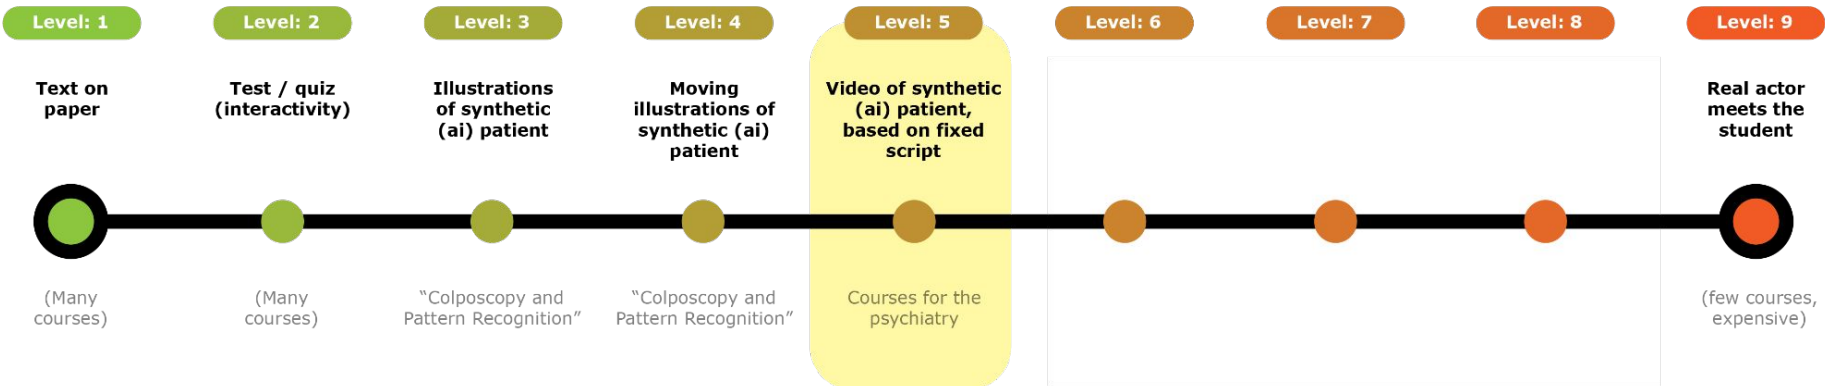 Level: 1
Level: 2
Level: 3
Level: 4
Level: 5
Level: 6
Level: 7
Level: 8
Level: 9
Text on
paper
Test / quiz
(interactivity)
Illustrations
of synthetic
(ai) patient
Moving
illustrations of
synthetic (ai)
patient
Video of synthetic
(ai) patient,
based on fixed
script
Real actor
meets the
student
(Many
courses)
(Many
courses)
“Colposcopy and
Pattern Recognition”
“Colposcopy and
Pattern Recognition”
Courses for the
psychiatry
(few courses,
expensive)